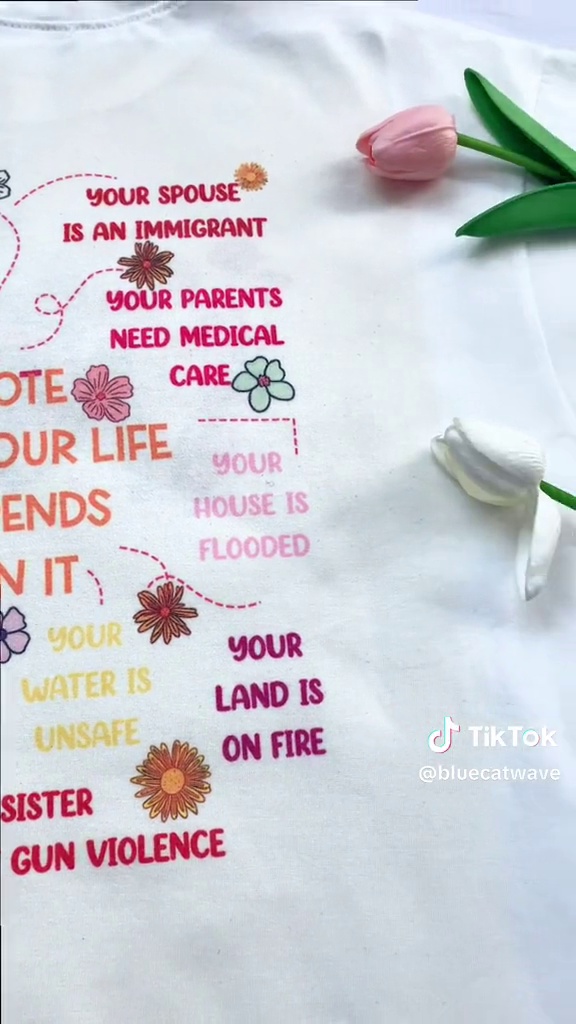 YOUR SPOUSE
IS AN IMMIGRANT
YOUR PARENTS
NEED MEDICAL
CARE
OTE
OUR LIFE
ENDS
N IT
YOUR
HOUSE IS
FLOODED
YOUR
WATER IS
UNSAFE
YOUR
LAND IS
ON FIRE
SISTER
GUN VIOLENCE
TikTok
@bluecatwave